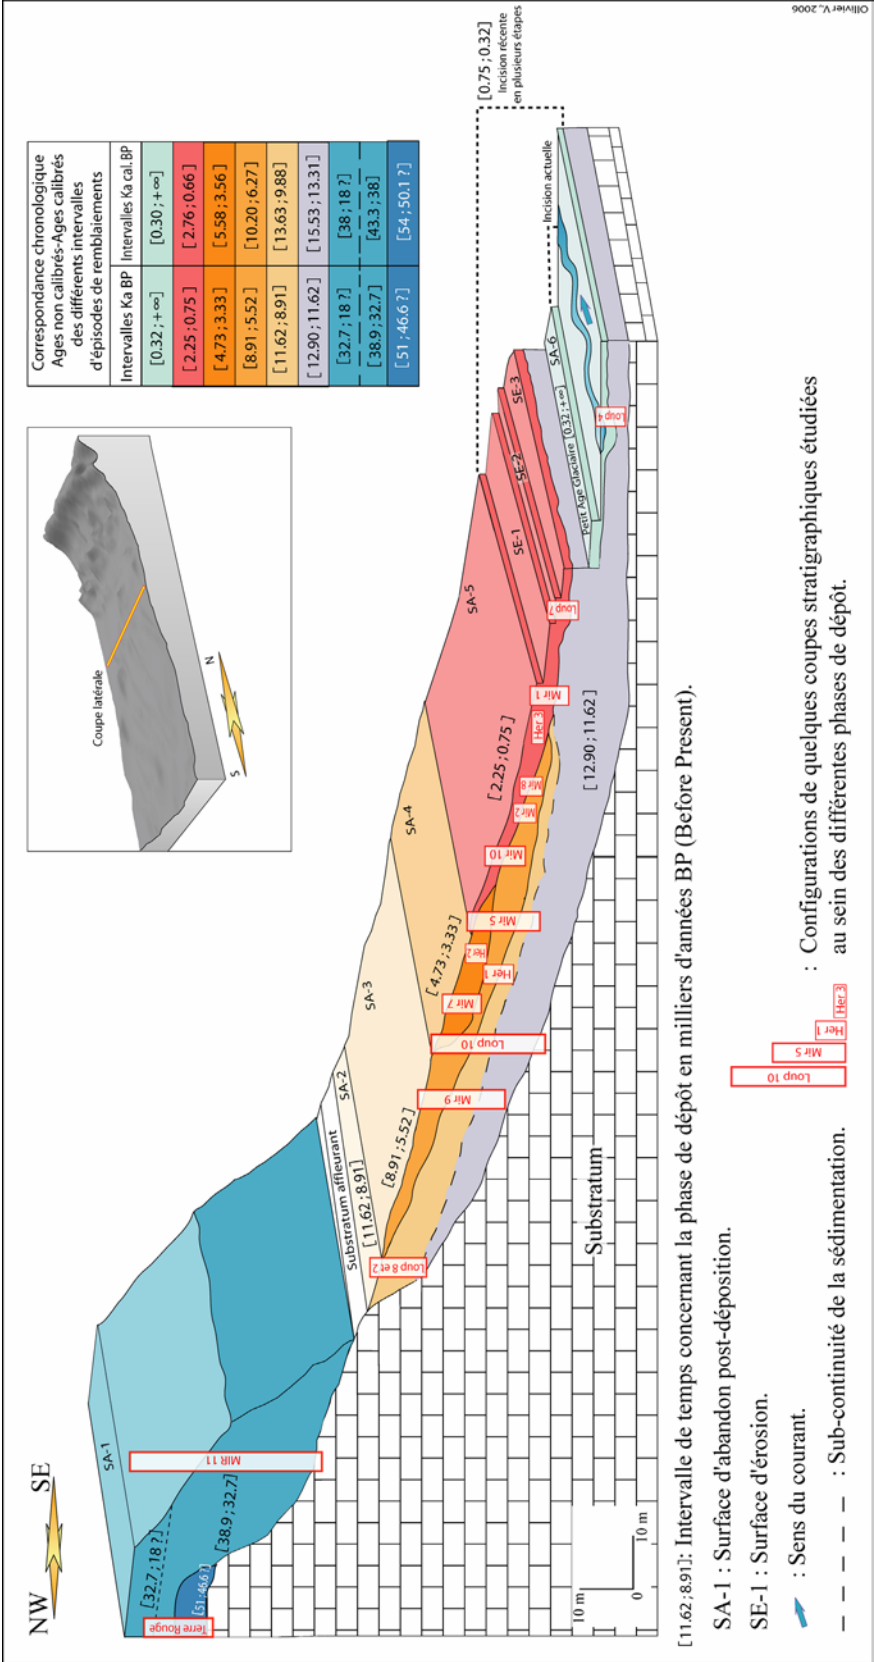 Ollivier V., 2006
Correspondance chronologique
Ages non calibrés-Ages calibrés
des différents intervalles
d'épisodes de remblaiements
Intervalles Ka BP Intervalles Ka cal. BP
[0.32 ; +∞] [0.30 ; +∞]
[2.25 ; 0.75] [2.76 ; 0.66]
[4.73 ; 3.33] [5.58 ; 3.56]
[8.91 ; 5.52] [10.20 ; 6.27]
[11.62 ; 8.91] [13.63 ; 9.88]
[12.90 ; 11.62] [15.53 ; 13.31]
[32.7 ; 18 ?] [38 ; 18 ?]
[38.9 ; 32.7] [43.3 ; 38]
[51 ; 46.6 ?] [54 ; 50.1 ?]
Coupe latérale
S
N
NW SE
[0.75 ; 0.32]
Incision récente
en plusieurs étapes
Incision actuelle
SA-1
SA-2
SA-3
SA-4
SA-5
SA-6
SE-1
SE-2
SE-3
Substratum affleurant
[11.62 ; 8.91]
[8.91 ; 5.52]
[4.73 ; 3.33]
[2.25 ; 0.75]
[12.90 ; 11.62]
Petit Age Glaciaire [0.32 ; +∞]
[32.7 ; 18 ?]
[38.9 ; 32.7]
[51 ; 46.6 ?]
Terre Rouge
MIR 11
Loup 8 et 2
Mir 9
Loup 10
Mir 7
Her 1
Her 2
Mir 5
Mir 10
Mir 2
Mir 8
Her 3
Mir 1
Loup 7
Loup 4
Substratum
10 m
0
10 m
[11.62 ; 8.91]: Intervalle de temps concernant la phase de dépôt en milliers d'années BP (Before Present).
SA-1 : Surface d'abandon post-déposition.
SE-1 : Surface d'érosion.
: Sens du courant.
: Sub-continuité de la sédimentation.
Loup 10
Mir 5
Her 1
Her 3
: Configurations de quelques coupes stratigraphiques étudiées
au sein des différentes phases de dépôt.